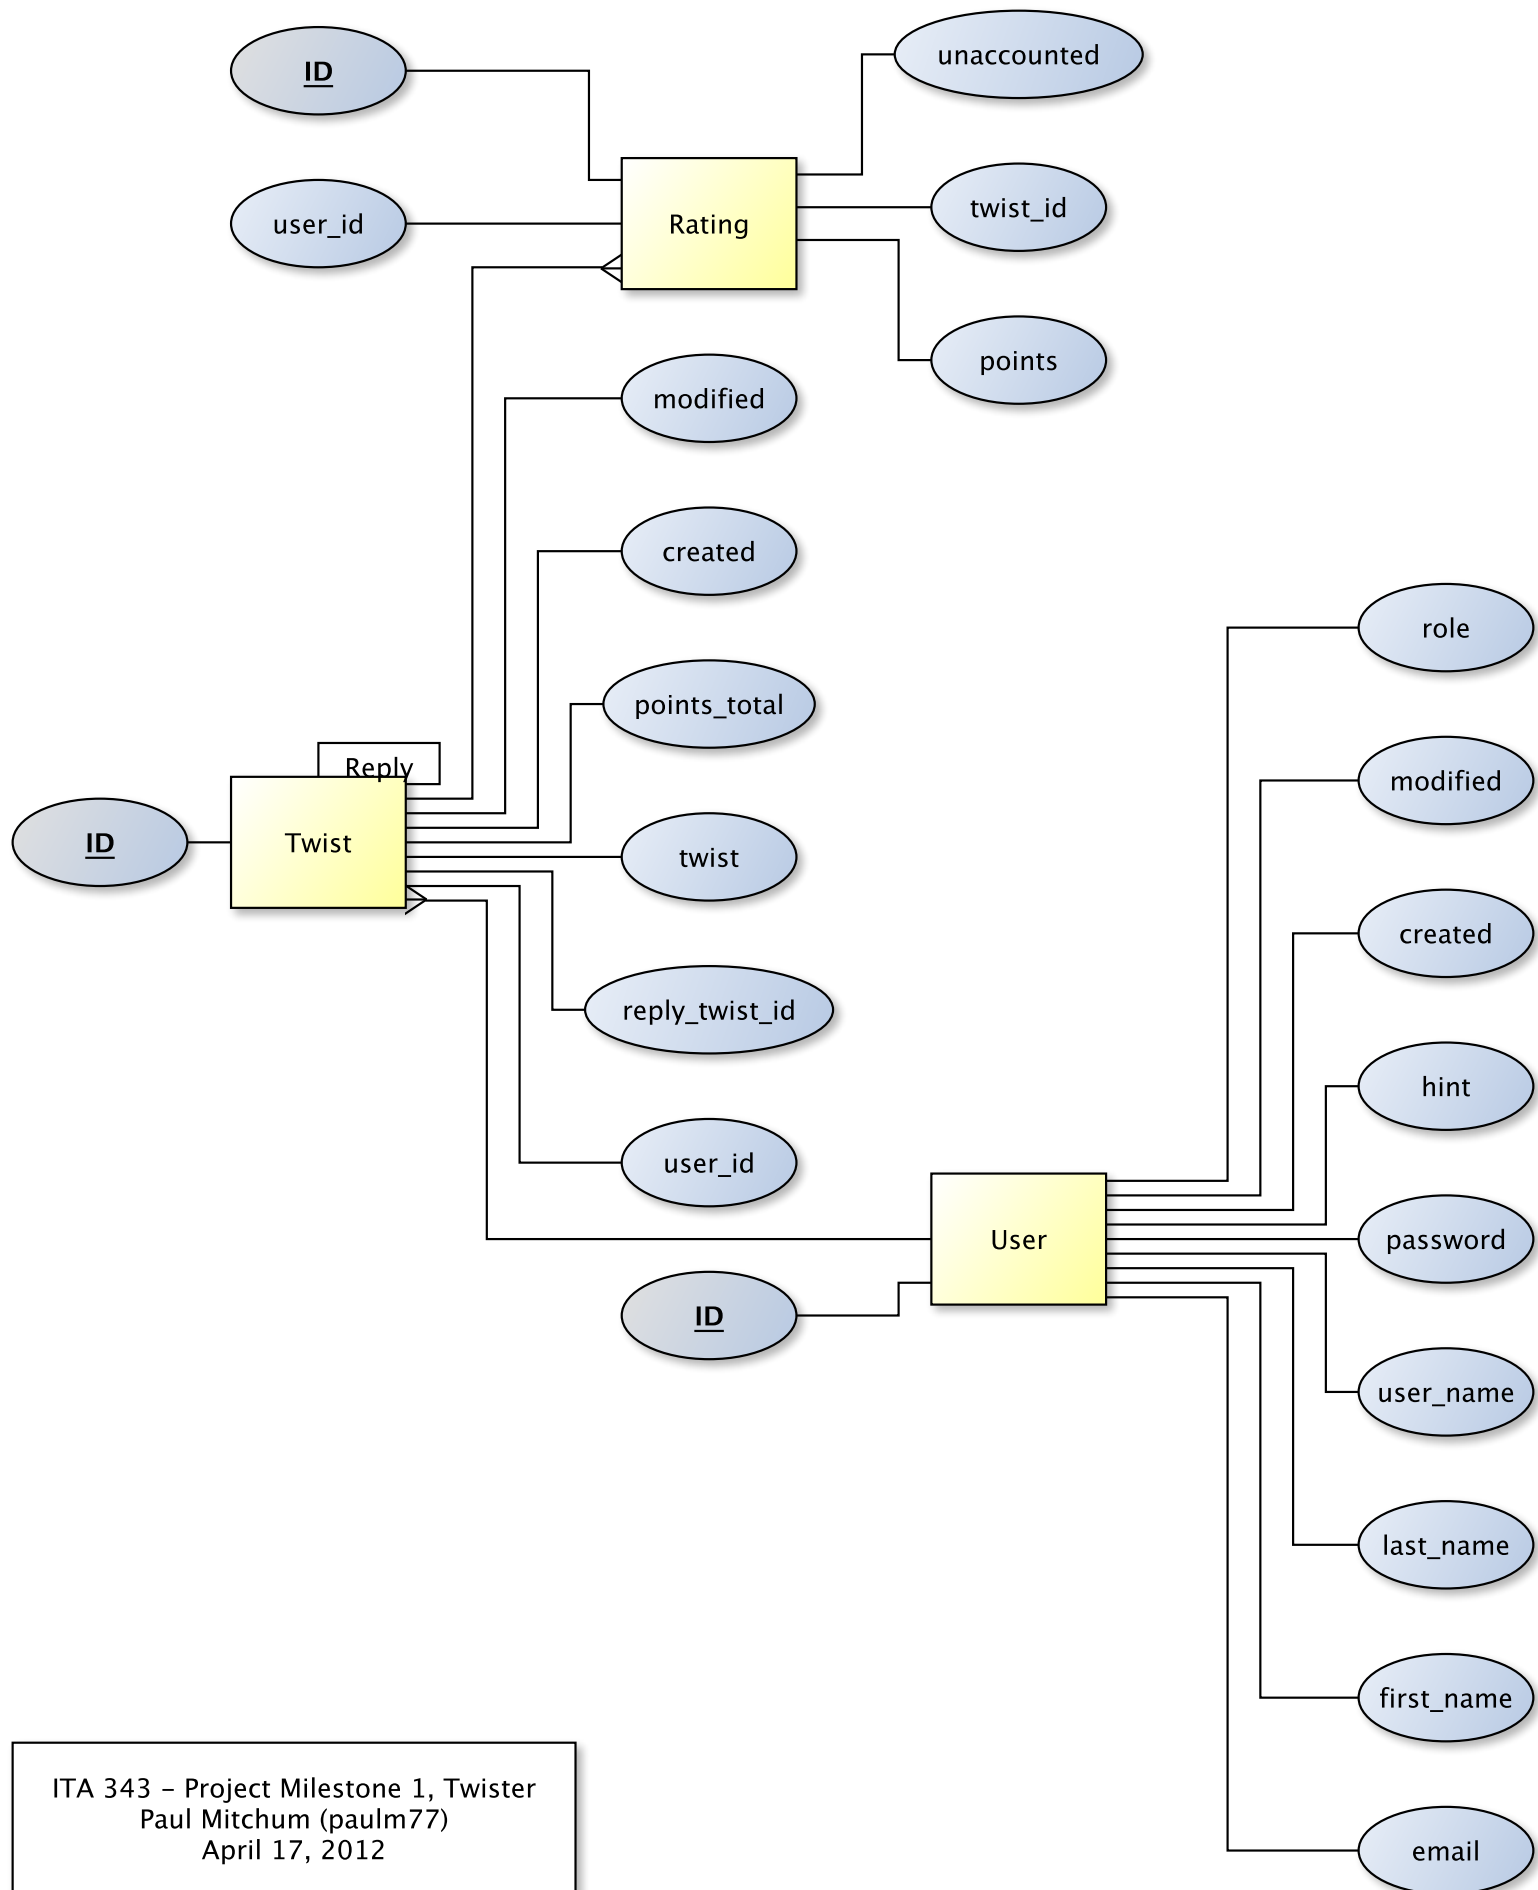 unaccounted
ID
twist_id
user_id
Rating
points
modified
created
role
points_total
Reply
modified
ID
Twist
twist
created
reply_twist_id
hint
user_id
User
password
ID
user_name
last_name
first_name
ITA 343 – Project Milestone 1, Twister
Paul Mitchum (paulm77)
April 17, 2012
email